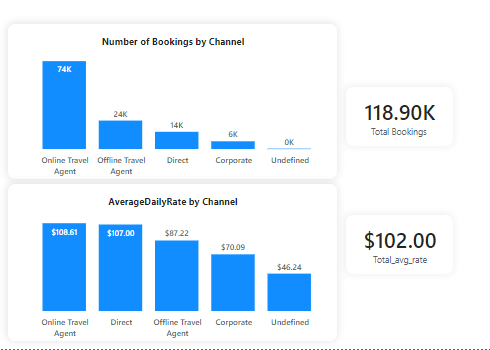 Number of Bookings by Channel
74K
24K
14K
6K
0K
Online Travel
Agent
Offline Travel
Agent
Direct
Corporate
Undefined
118.90K
Total Bookings
AverageDailyRate by Channel
$108.61
$107.00
$87.22
$70.09
$46.24
Online Travel
Agent
Direct
Offline Travel
Agent
Corporate
Undefined
$102.00
Total_avg_rate